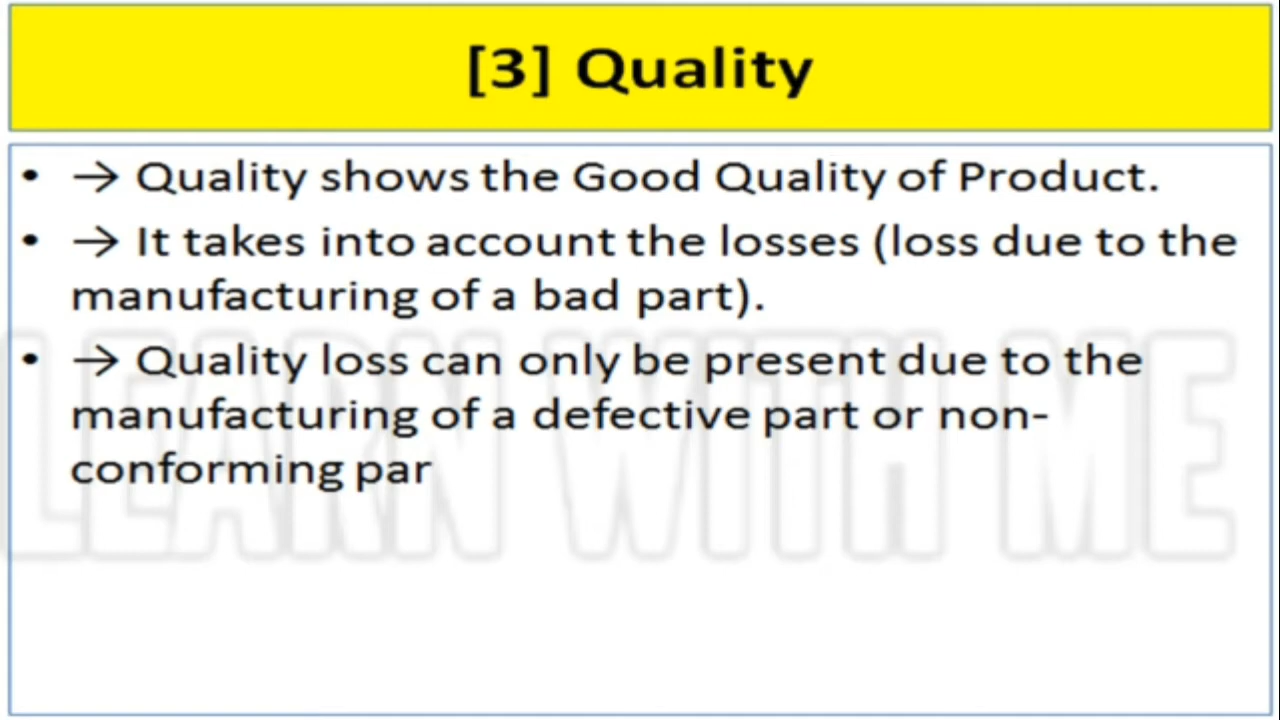 [3] Quality
• → Quality shows the Good Quality of Product.
• → It takes into account the losses (loss due to the
manufacturing of a bad part).
• → Quality loss can only be present due to the
manufacturing of a defective part or non-
conforming par
LEARN WITH ME